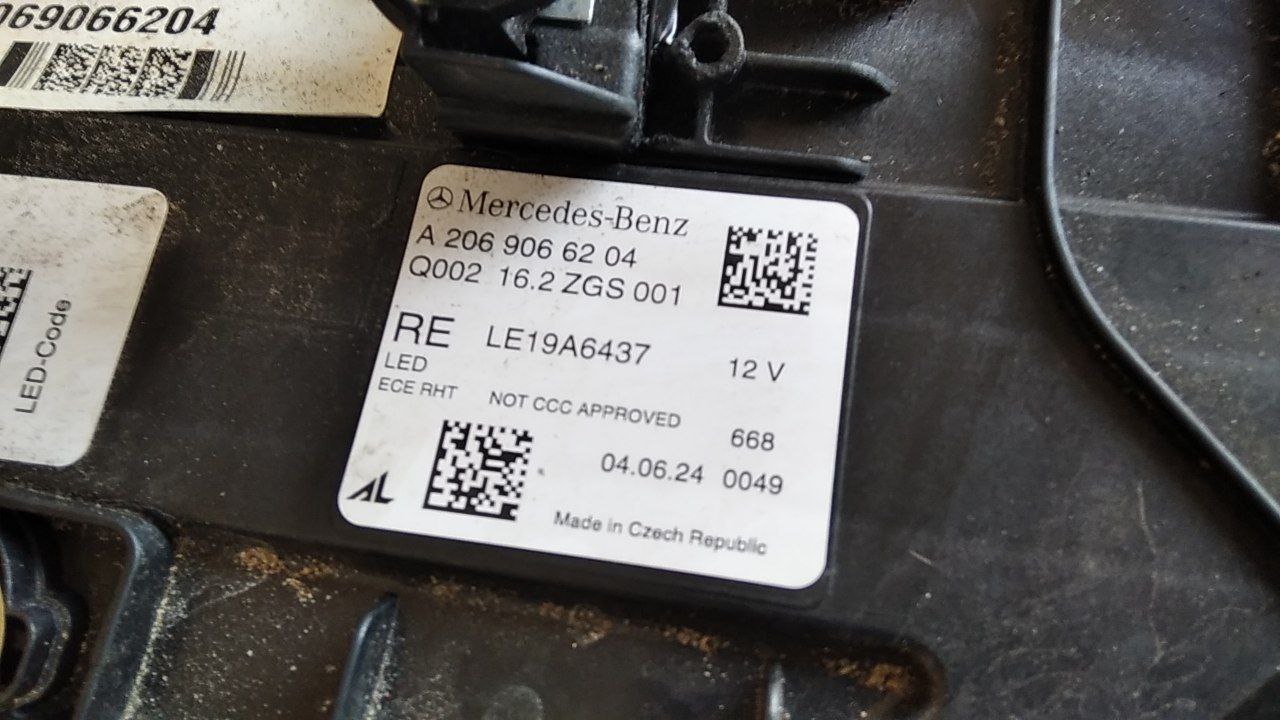 069066204
Mercedes-Benz
A 206 906 62 04
Q002 16.2 ZGS 001
RE LE19A6437 12 V
LED
ECE RHT NOT CCC APPROVED
668
04.06.24 0049
AL
Made in Czech Republic
LED-Code